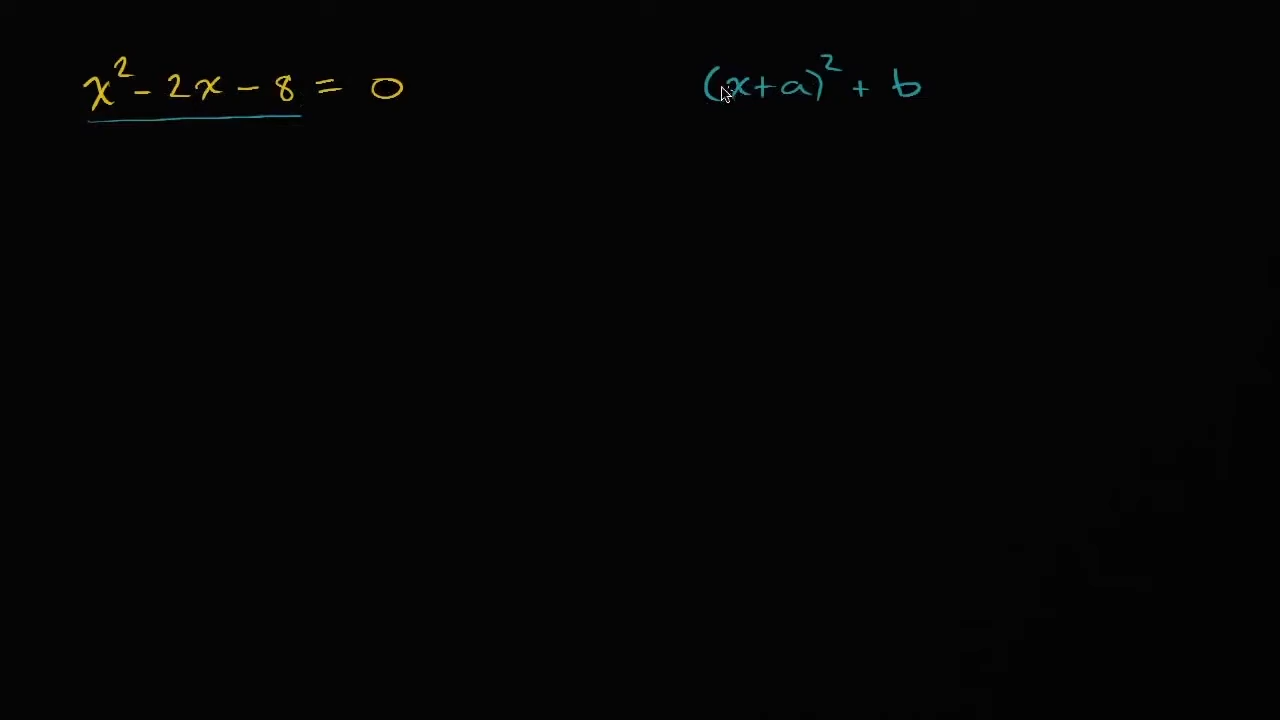 x² - 2x - 8 = 0
(x+a)² + b